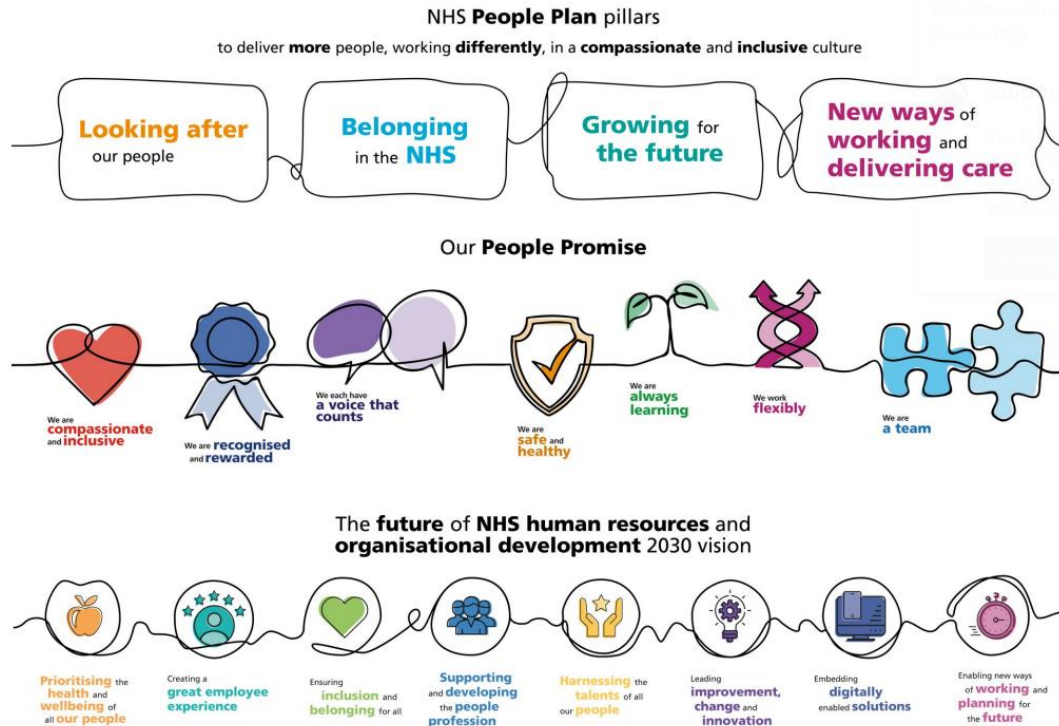 NHS People Plan pillars
to deliver more people, working differently, in a compassionate and inclusive culture
Looking after
our people
Belonging
in the NHS
Growing for
the future
New ways of
working and
delivering care
Our People Promise
We are
compassionate
and inclusive
We are recognised
and rewarded
We each have
a voice that
counts
We are
safe and
healthy
We are
always
learning
We work
flexibly
We are
a team
The future of NHS human resources and
organisational development 2030 vision
Prioritising the
health and
wellbeing of
all our people
Creating a
great employee
experience
Ensuring
inclusion and
belonging for all
Supporting
and developing
the people
profession
Harnessing the
talents of all
our people
Leading
improvement,
change and
innovation
Embedding
digitally
enabled solutions
Enabling new ways
of working and
planning for
the future